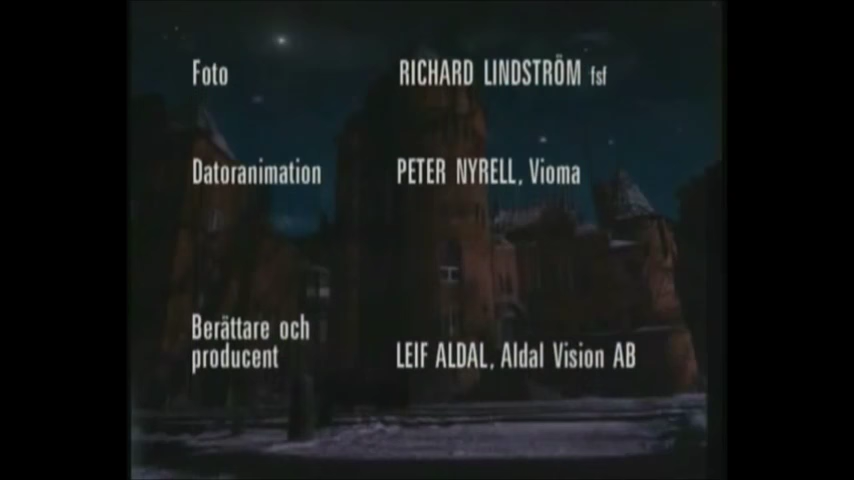 Foto RICHARD LINDSTRÖM fsf
Datoranimation PETER NYRELL, Vioma
Berättare och
producent LEIF ALDAL, Aldal Vision AB